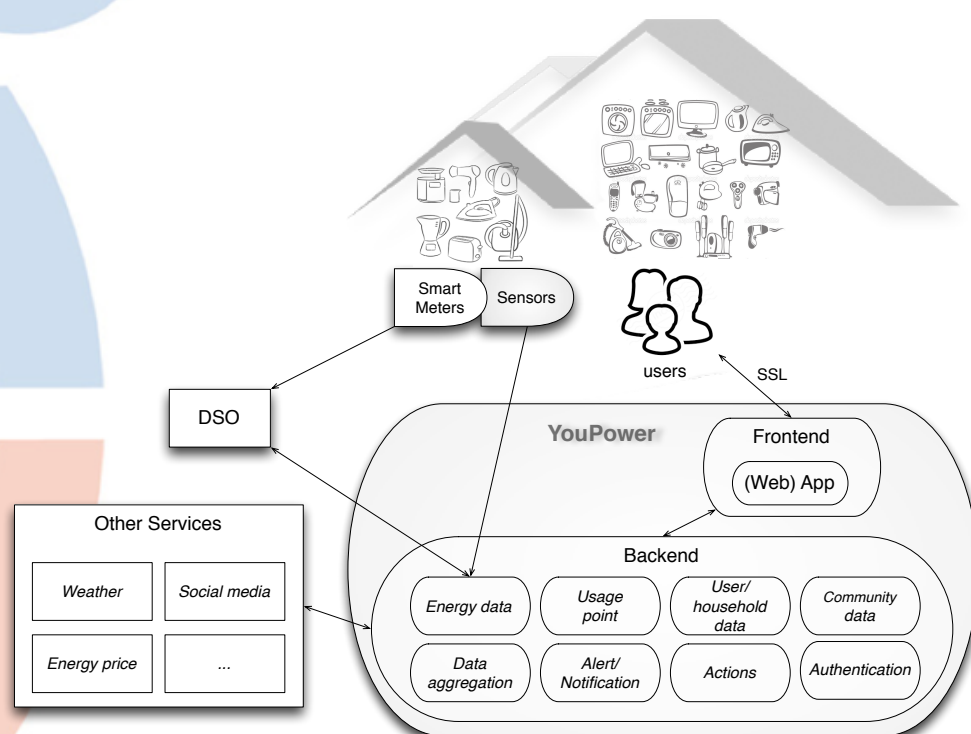 Smart
Meters
Sensors
users
SSL
DSO
YouPower
Frontend
(Web) App
Other Services
Weather
Social media
Energy price
...
Backend
Energy data
Usage
point
User/
household
data
Community
data
Data
aggregation
Alert/
Notification
Actions
Authentication